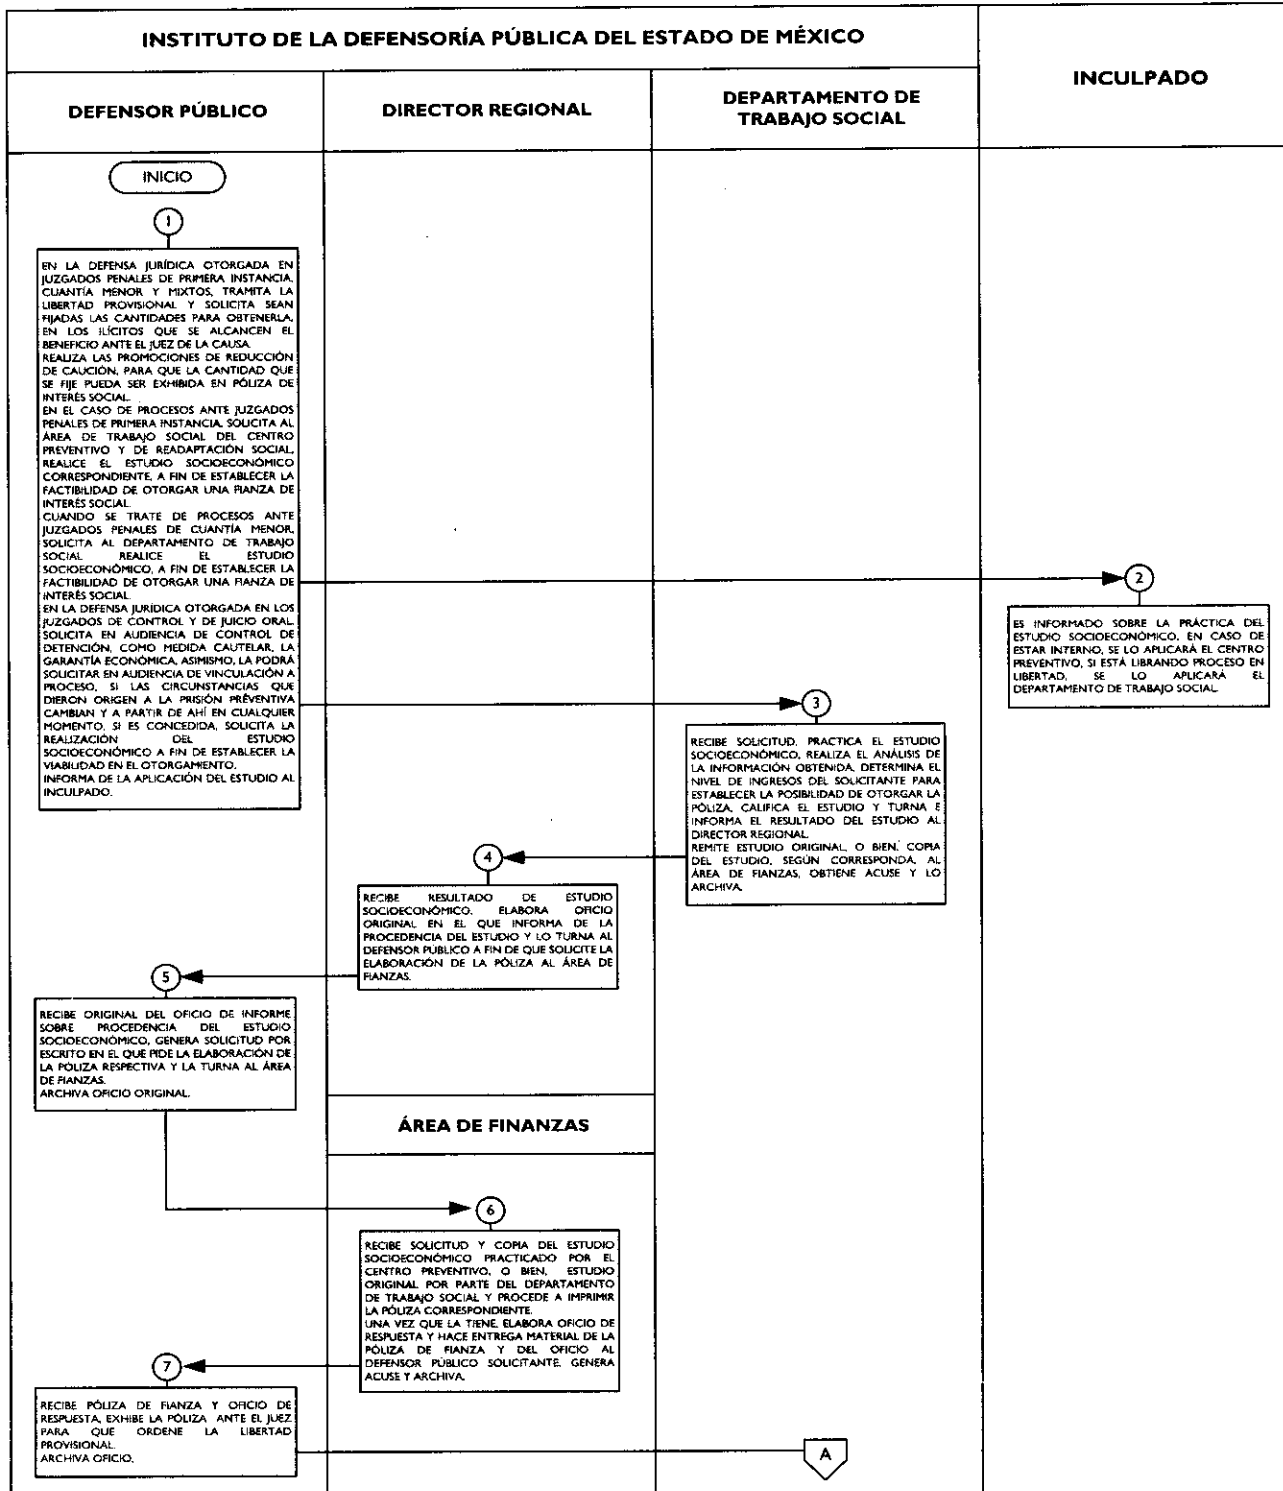 INSTITUTO DE LA DEFENSORÍA PÚBLICA DEL ESTADO DE MÉXICO
INCULPADO
DEFENSOR PÚBLICO
DIRECTOR REGIONAL
DEPARTAMENTO DE
TRABAJO SOCIAL
INICIO
1
EN LA DEFENSA JURÍDICA OTORGADA EN
JUZGADOS PENALES DE PRIMERA INSTANCIA,
CUANTÍA MENOR Y MIXTOS, TRAMITA LA
LIBERTAD PROVISIONAL Y SOLICITA SEAN
FIJADAS LAS CANTIDADES PARA OBTENERLA,
EN LOS ILÍCITOS QUE SE ALCANCEN EL
BENEFICIO ANTE EL JUEZ DE LA CAUSA.
REALIZA LAS PROMOCIONES DE REDUCCIÓN
DE CAUCIÓN, PARA QUE LA CANTIDAD QUE
SE FIJE PUEDA SER EXHIBIDA EN PÓLIZA DE
INTERÉS SOCIAL.
EN EL CASO DE PROCESOS ANTE JUZGADOS
PENALES DE PRIMERA INSTANCIA, SOLICITA AL
ÁREA DE TRABAJO SOCIAL DEL CENTRO
PREVENTIVO Y DE READAPTACIÓN SOCIAL,
REALICE EL ESTUDIO SOCIOECONÓMICO
CORRESPONDIENTE, A FIN DE ESTABLECER LA
FACTIBILIDAD DE OTORGAR UNA FIANZA DE
INTERÉS SOCIAL.
CUANDO SE TRATE DE PROCESOS ANTE
JUZGADOS PENALES DE CUANTÍA MENOR,
SOLICITA AL DEPARTAMENTO DE TRABAJO
SOCIAL REALICE EL ESTUDIO
SOCIOECONÓMICO, A FIN DE ESTABLECER LA
FACTIBILIDAD DE OTORGAR UNA FIANZA DE
INTERÉS SOCIAL.
EN LA DEFENSA JURÍDICA OTORGADA EN LOS
JUZGADOS DE CONTROL Y DE JUICIO ORAL,
SOLICITA EN AUDIENCIA DE CONTROL DE
DETENCIÓN, COMO MEDIDA CAUTELAR, LA
GARANTÍA ECONÓMICA, ASIMISMO, LA PODRÁ
SOLICITAR EN AUDIENCIA DE VINCULACIÓN A
PROCESO, SI LAS CIRCUNSTANCIAS QUE
DIERON ORIGEN A LA PRISIÓN PREVENTIVA
CAMBIAN Y A PARTIR DE AHÍ EN CUALQUIER
MOMENTO, SI ES CONCEDIDA, SOLICITA LA
REALIZACIÓN DEL ESTUDIO
SOCIOECONÓMICO A FIN DE ESTABLECER LA
VIABILIDAD EN EL OTORGAMIENTO.
INFORMA DE LA APLICACIÓN DEL ESTUDIO AL
INCULPADO.
2
ES INFORMADO SOBRE LA PRÁCTICA DEL
ESTUDIO SOCIOECONÓMICO, EN CASO DE
ESTAR INTERNO, SE LO APLICARÁ EL CENTRO
PREVENTIVO, SI ESTÁ LIBRANDO PROCESO EN
LIBERTAD, SE LO APLICARÁ EL
DEPARTAMENTO DE TRABAJO SOCIAL.
3
RECIBE SOLICITUD, PRACTICA EL ESTUDIO
SOCIOECONÓMICO, REALIZA EL ANÁLISIS DE
LA INFORMACIÓN OBTENIDA, DETERMINA EL
NIVEL DE INGRESOS DEL SOLICITANTE PARA
ESTABLECER LA POSIBILIDAD DE OTORGAR LA
PÓLIZA, CALIFICA EL ESTUDIO Y TURNA E
INFORMA EL RESULTADO DEL ESTUDIO AL
DIRECTOR REGIONAL.
REMITE ESTUDIO ORIGINAL, O BIEN, COPIA
DEL ESTUDIO, SEGÚN CORRESPONDA, AL
ÁREA DE FIANZAS, OBTIENE ACUSE Y LO
ARCHIVA.
4
RECIBE RESULTADO DE ESTUDIO
SOCIOECONÓMICO, ELABORA OFICIO
ORIGINAL EN EL QUE INFORMA DE LA
PROCEDENCIA DEL ESTUDIO Y LO TURNA AL
DEFENSOR PÚBLICO A FIN DE QUE SOLICITE LA
ELABORACIÓN DE LA PÓLIZA AL ÁREA DE
FIANZAS.
5
RECIBE ORIGINAL DEL OFICIO DE INFORME
SOBRE PROCEDENCIA DEL ESTUDIO
SOCIOECONÓMICO, GENERA SOLICITUD POR
ESCRITO EN EL QUE PIDE LA ELABORACIÓN DE
LA PÓLIZA RESPECTIVA Y LA TURNA AL ÁREA
DE FIANZAS.
ARCHIVA OFICIO ORIGINAL.
ÁREA DE FINANZAS
6
RECIBE SOLICITUD Y COPIA DEL ESTUDIO
SOCIOECONÓMICO PRACTICADO POR EL
CENTRO PREVENTIVO, O BIEN, ESTUDIO
ORIGINAL POR PARTE DEL DEPARTAMENTO
DE TRABAJO SOCIAL Y PROCEDE A IMPRIMIR
LA PÓLIZA CORRESPONDIENTE.
UNA VEZ QUE LA TIENE, ELABORA OFICIO DE
RESPUESTA Y HACE ENTREGA MATERIAL DE LA
PÓLIZA DE FIANZA Y DEL OFICIO AL
DEFENSOR PÚBLICO SOLICITANTE, GENERA
ACUSE Y ARCHIVA.
7
RECIBE PÓLIZA DE FIANZA Y OFICIO DE
RESPUESTA, EXHIBE LA PÓLIZA ANTE EL JUEZ
PARA QUE ORDENE LA LIBERTAD
PROVISIONAL.
ARCHIVA OFICIO.
A